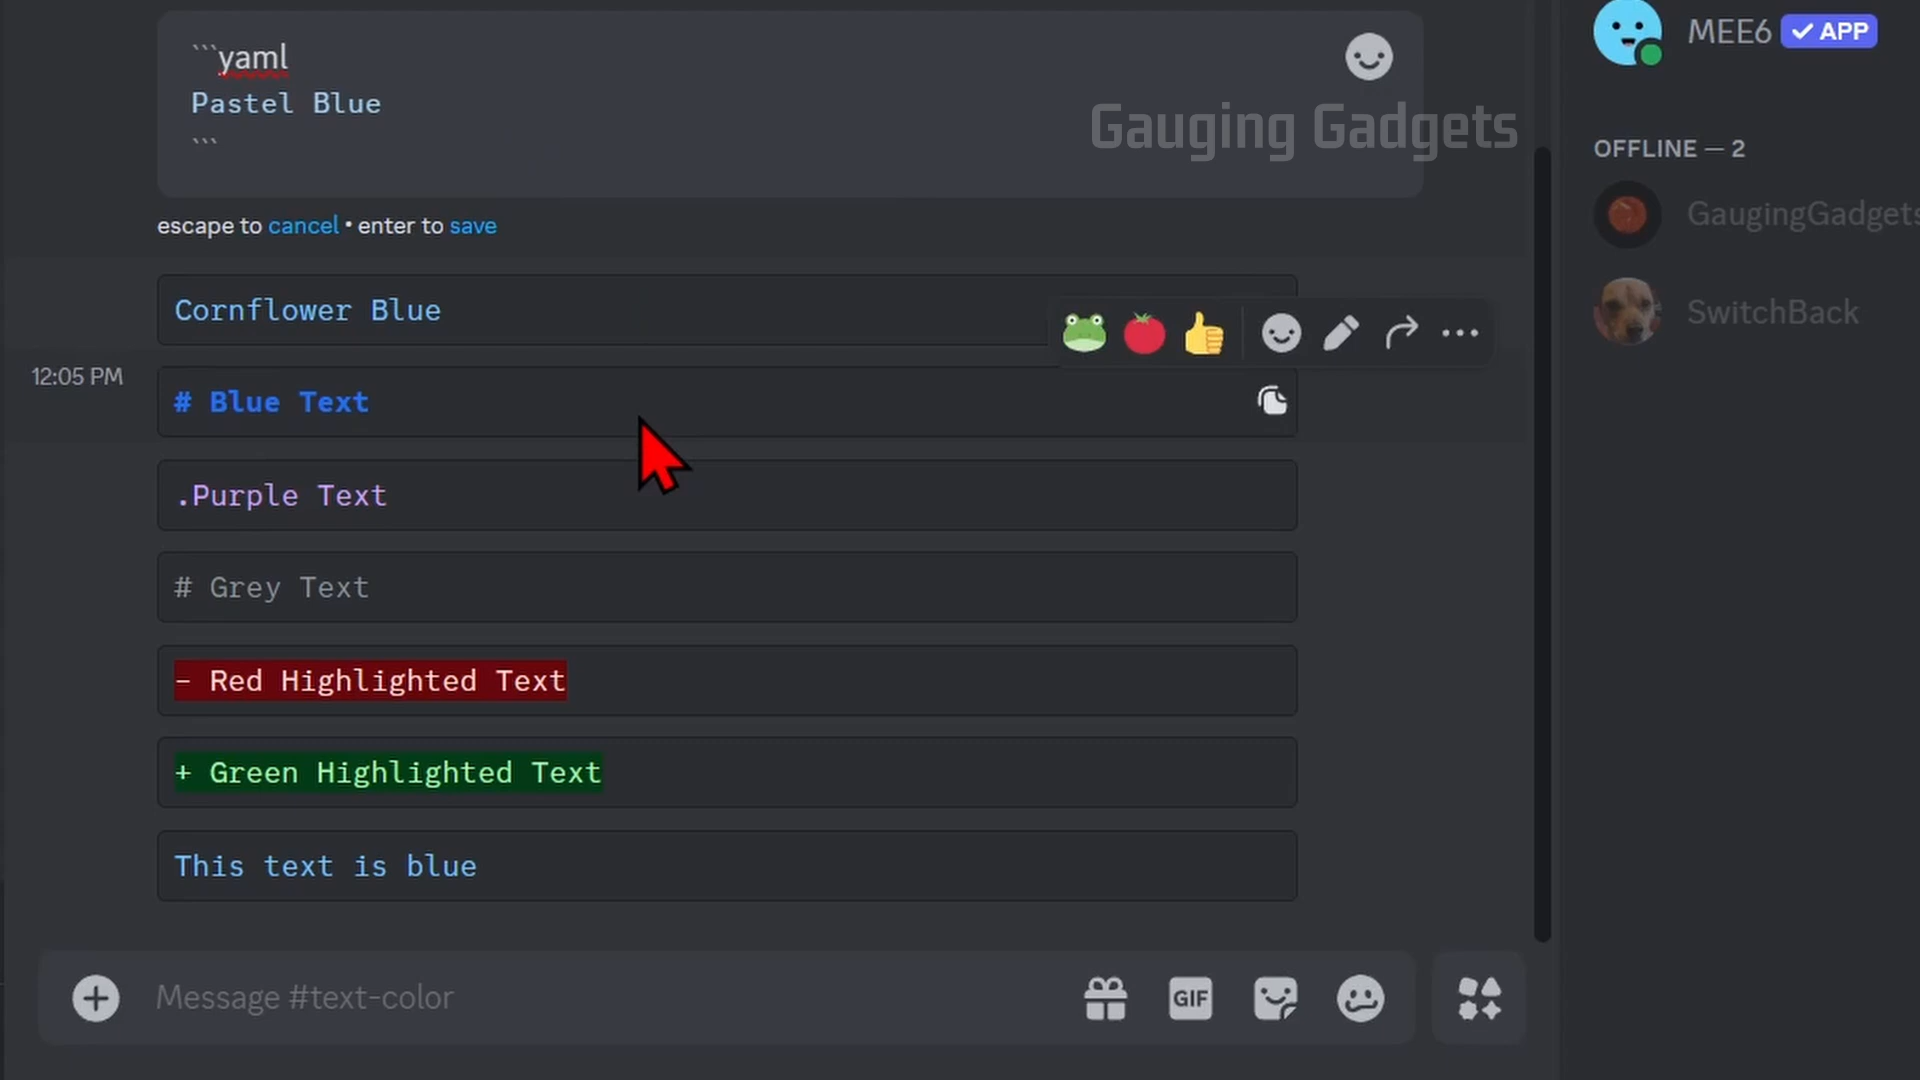 ```yaml
Pastel Blue
```
escape to cancel • enter to save
Cornflower Blue
12:05 PM
# Blue Text
.Purple Text
# Grey Text
- Red Highlighted Text
+ Green Highlighted Text
This text is blue
Message #text-color
GIF
Gauging Gadgets
MEE6 ✓ APP
OFFLINE — 2
GaugingGadgets
SwitchBack